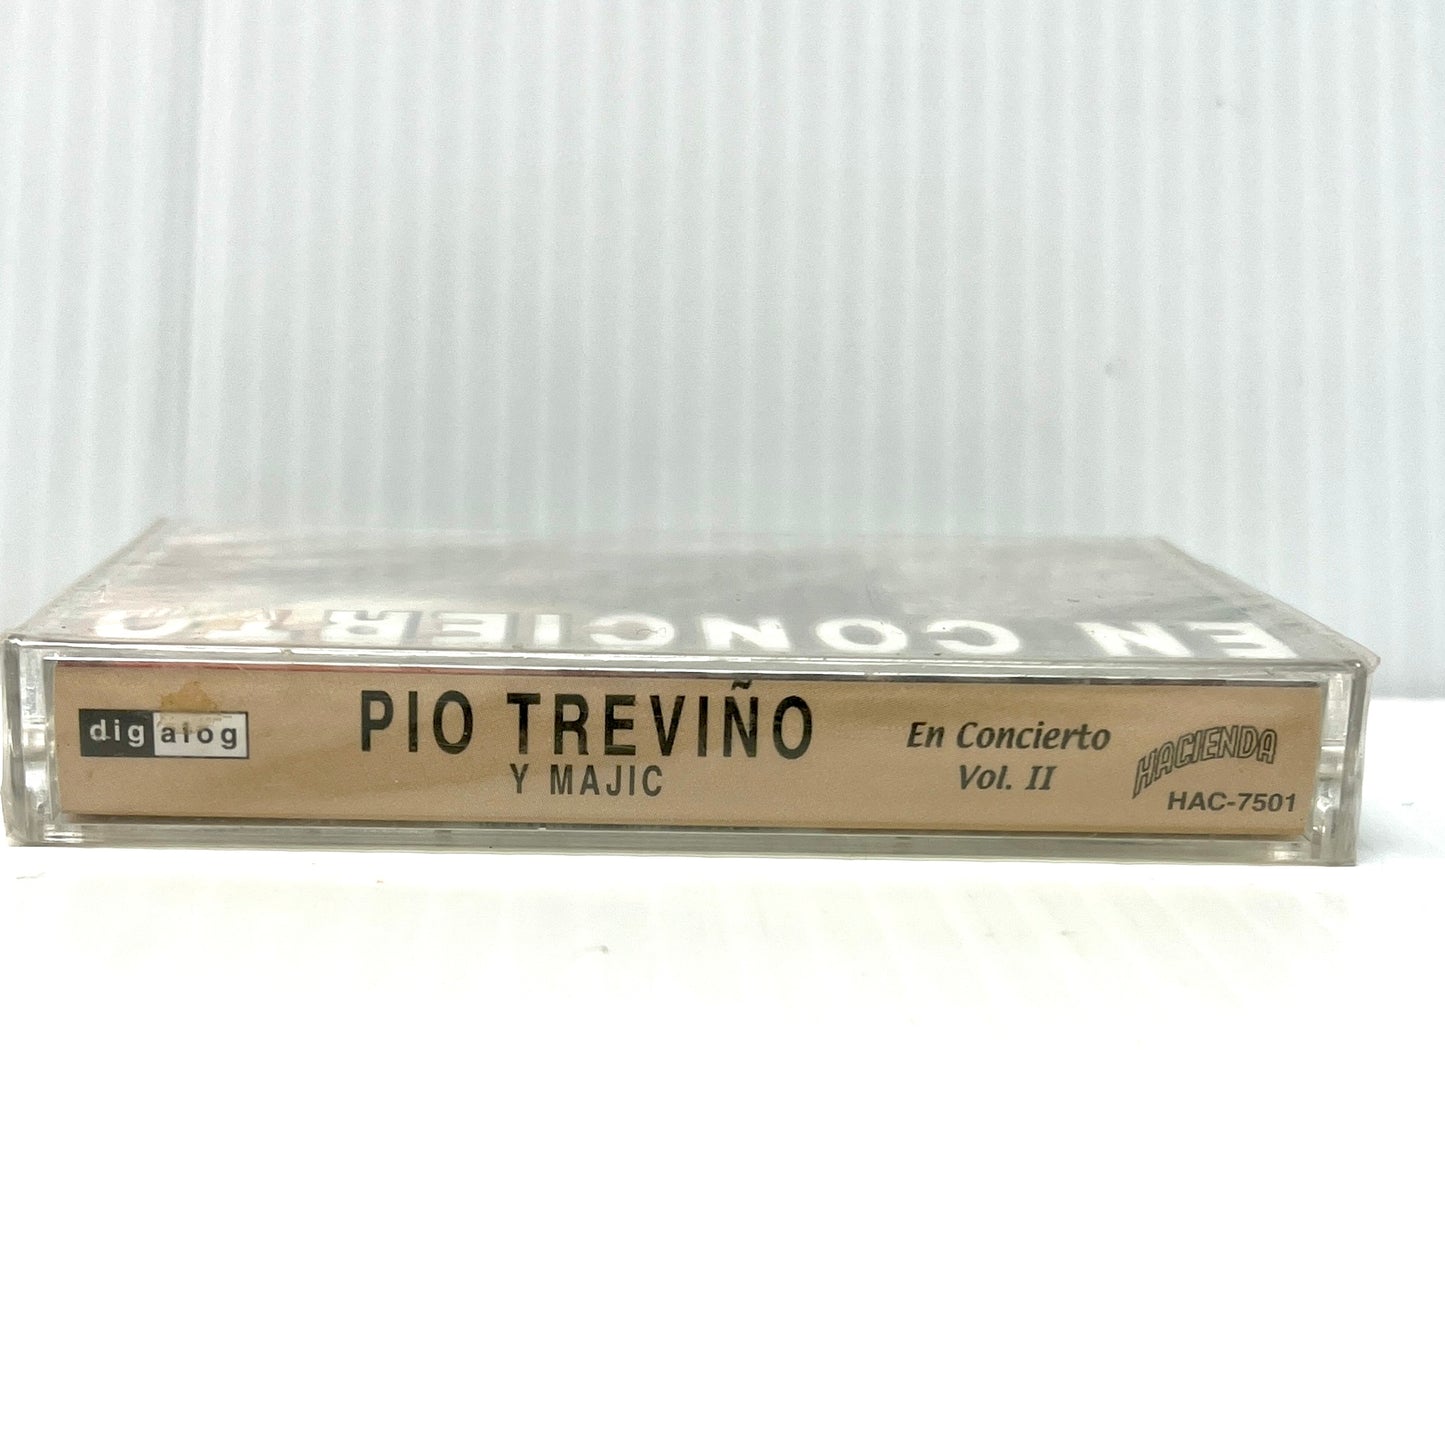 EN CONCIERTO
digalog
PIO TREVIÑO
Y MAJIC
En Concierto
Vol. II
HACIENDA
HAC-7501